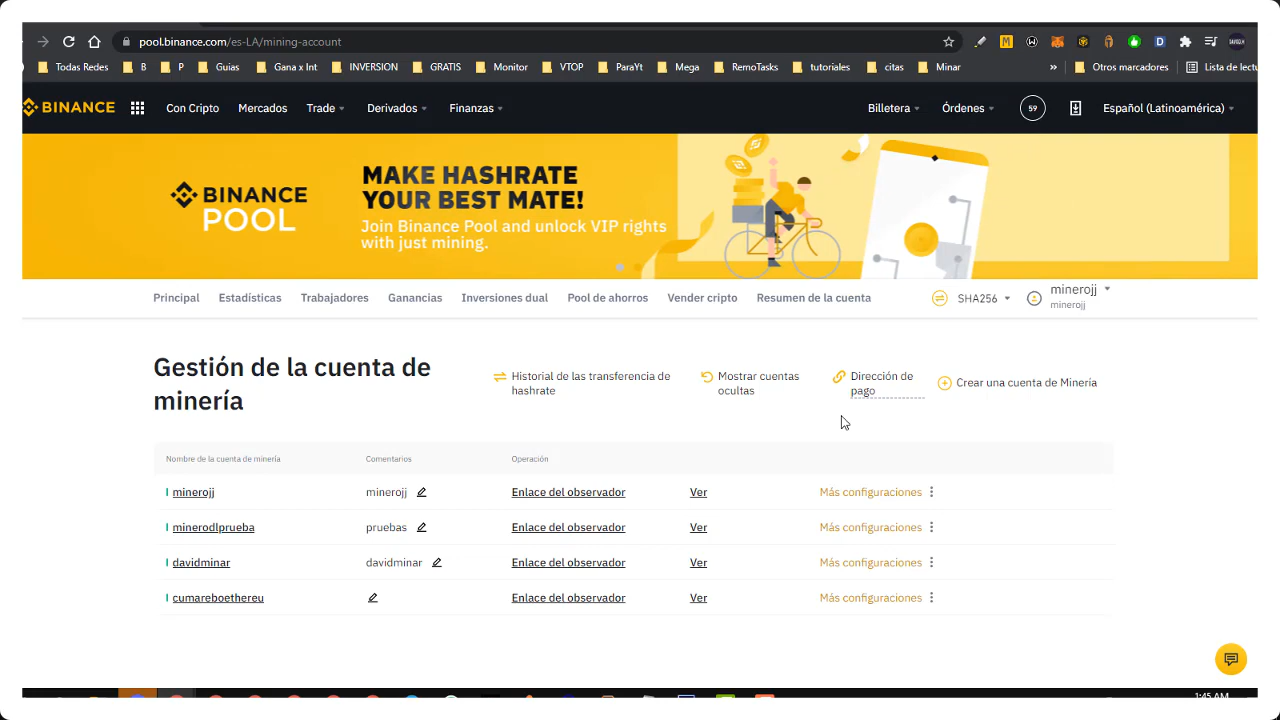 pool.binance.com/es-LA/mining-account
M
D
Todas Redes B P Guias Gana x Int INVERSION GRATIS Monitor VTOP ParaYt Mega RemoTasks tutoriales citas Minar » Otros marcadores Lista de lectu
BINANCE Con Cripto Mercados Trade Derivados Finanzas Billetera Órdenes 59 Español (Latinoamérica)
BINANCE
POOL
MAKE HASHRATE
YOUR BEST MATE!
Join Binance Pool and unlock VIP rights
with just mining.
Principal Estadísticas Trabajadores Ganancias Inversiones dual Pool de ahorros Vender cripto Resumen de la cuenta SHA256 minerojj
minerojj
Gestión de la cuenta de
minería
Historial de las transferencia de
hashrate
Mostrar cuentas
ocultas
Dirección de
pago
Crear una cuenta de Minería
Nombre de la cuenta de minería Comentarios Operación
minerojj minerojj Enlace del observador Ver Más configuraciones
minerodlprueba pruebas Enlace del observador Ver Más configuraciones
davidminar davidminar Enlace del observador Ver Más configuraciones
cumareboethereu Enlace del observador Ver Más configuraciones
1:45 AM